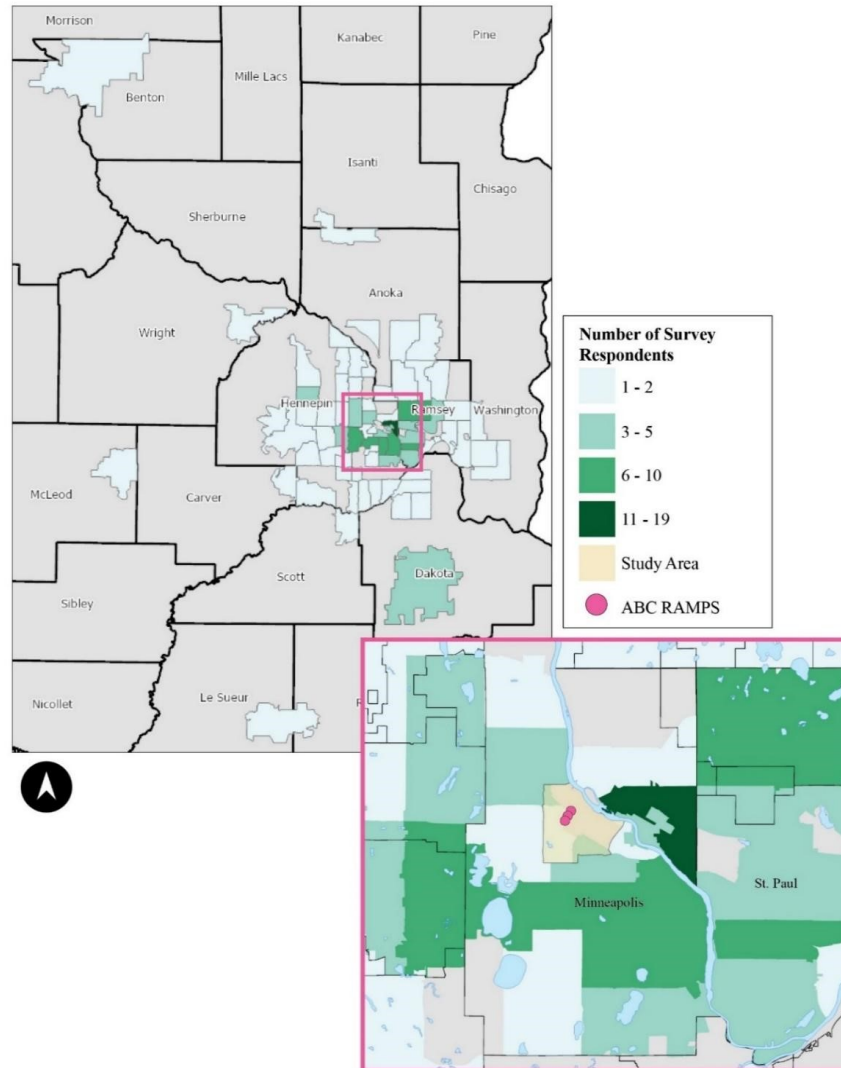 Morrison
Kanabec
Pine
Mille Lacs
Benton
Isanti
Chisago
Sherburne
Anoka
Wright
Hennepin
Ramsey
Washington
McLeod
Carver
Scott
Dakota
Sibley
Nicollet
Le Sueur
R
Number of Survey
Respondents
1 - 2
3 - 5
6 - 10
11 - 19
Study Area
ABC RAMPS
St. Paul
Minneapolis